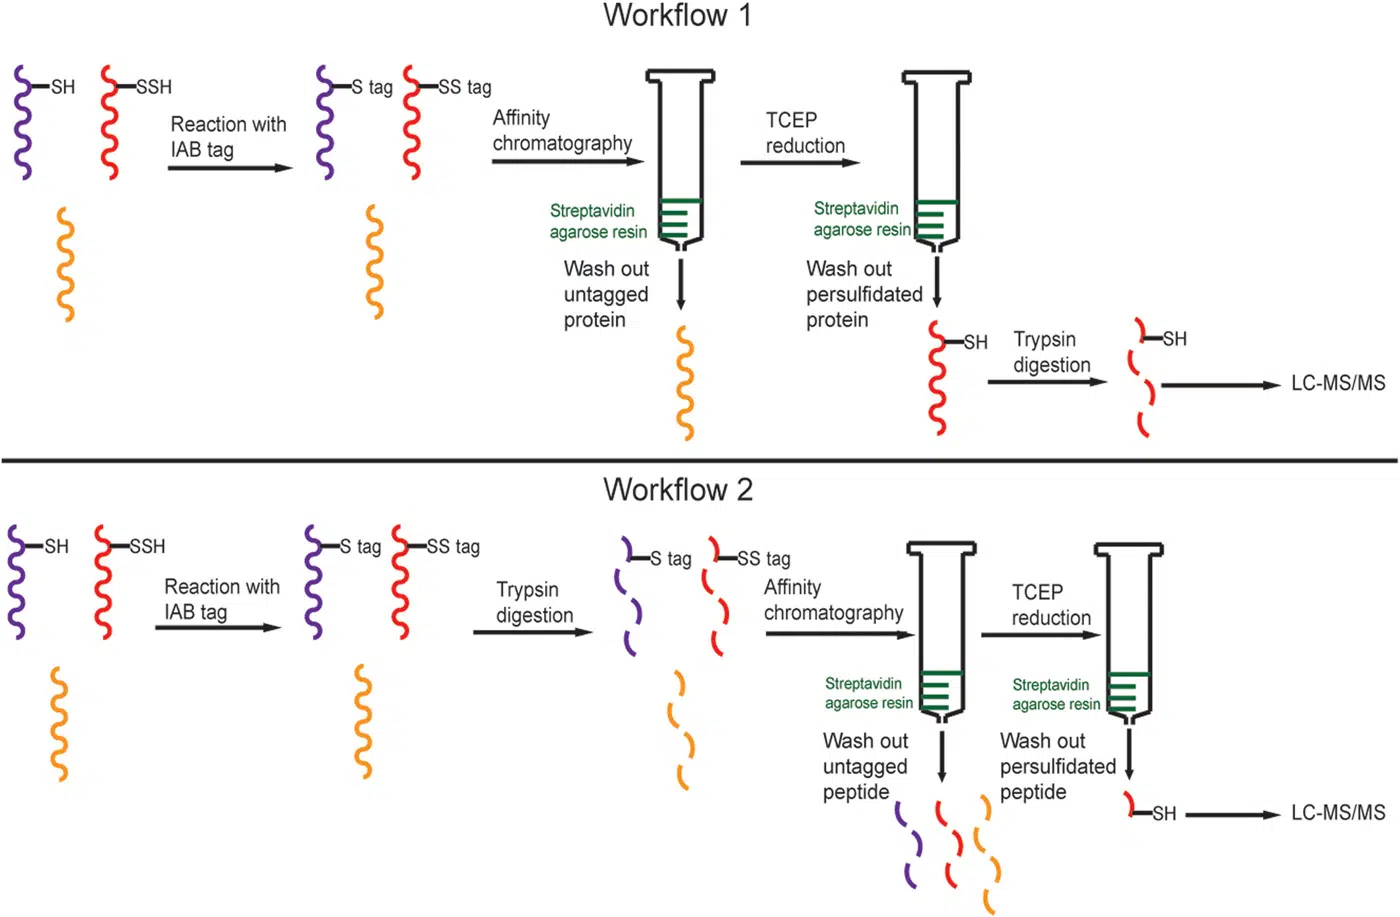 Workflow 1
SH
SSH
Reaction with
IAB tag
S tag
SS tag
Affinity
chromatography
Streptavidin
agarose resin
Wash out
untagged
protein
TCEP
reduction
Streptavidin
agarose resin
Wash out
persulfidated
protein
SH
Trypsin
digestion
SH
LC-MS/MS
Workflow 2
SH
SSH
Reaction with
IAB tag
S tag
SS tag
Trypsin
digestion
S tag
SS tag
Affinity
chromatography
Streptavidin
agarose resin
Wash out
untagged
peptide
TCEP
reduction
Streptavidin
agarose resin
Wash out
persulfidated
peptide
SH
LC-MS/MS